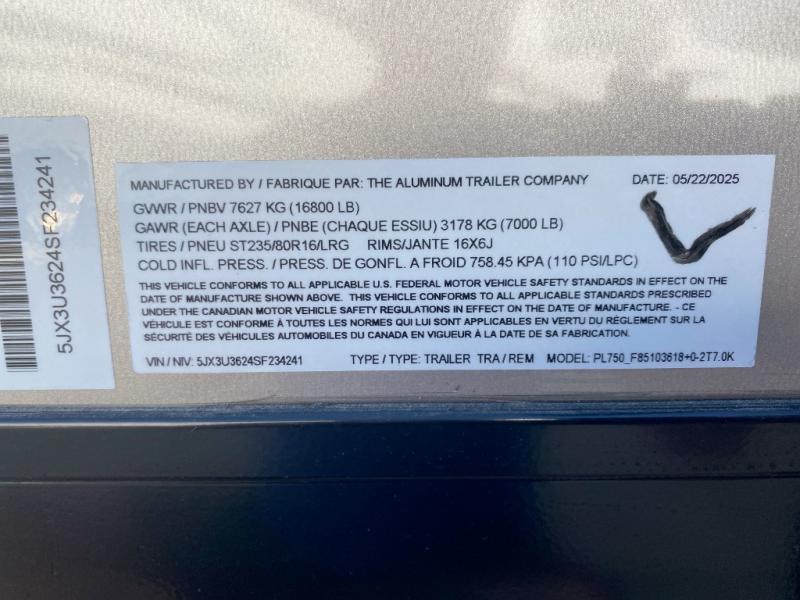 5JX3U3624SF234241
MANUFACTURED BY / FABRIQUE PAR: THE ALUMINUM TRAILER COMPANY DATE: 05/22/2025
GVWR / PNBV 7627 KG (16800 LB)
GAWR (EACH AXLE) / PNBE (CHAQUE ESSIU) 3178 KG (7000 LB)
TIRES / PNEU ST235/80R16/LRG RIMS/JANTE 16X6J
COLD INFL. PRESS. / PRESS. DE GONFL. A FROID 758.45 KPA (110 PSI/LPC)
THIS VEHICLE CONFORMS TO ALL APPLICABLE U.S. FEDERAL MOTOR VEHICLE SAFETY STANDARDS IN EFFECT ON THE
DATE OF MANUFACTURE SHOWN ABOVE. THIS VEHICLE CONFORMS TO ALL APPLICABLE STANDARDS PRESCRIBED
UNDER THE CANADIAN MOTOR VEHICLE SAFETY REGULATIONS IN EFFECT ON THE DATE OF MANUFACTURE. - CE
VÉHICULE EST CONFORME À TOUTES LES NORMES QUI LUI SONT APPLICABLES EN VERTU DU RÉGLEMENT SUR LA
SÉCURITÉ DES VÉHICULES AUTOMOBILES DU CANADA EN VIGUEUR À LA DATE DE SA FABRICATION.
VIN / NIV: 5JX3U3624SF234241 TYPE / TYPE: TRAILER TRA / REM MODEL: PL750_F85103618+0-2T7.0K